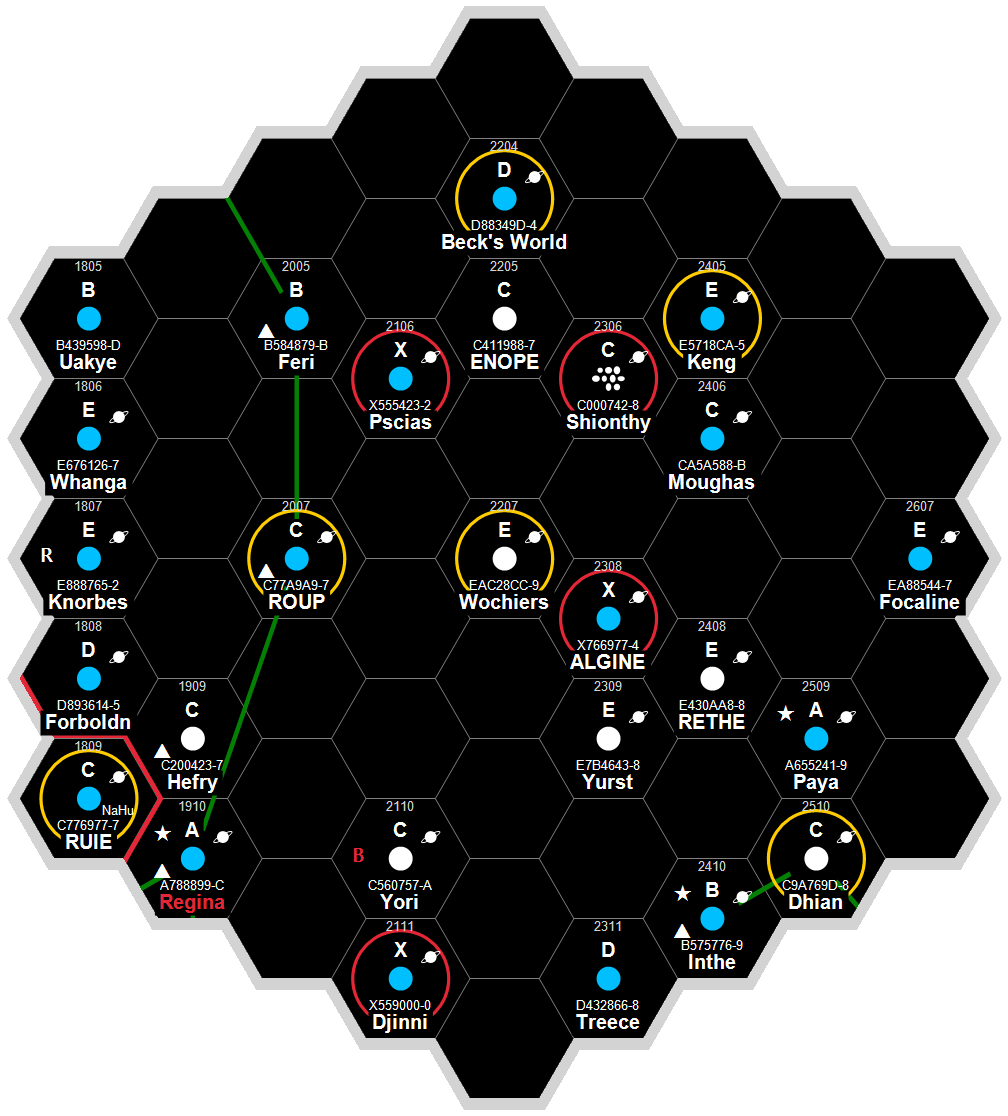 2204
D
D88349D-4
Beck's World
1805
B
B439598-D
Uakye
2005
B
B584879-B
Feri
2205
C
C411988-7
ENOPE
2405
E
E5718CA-5
Keng
2106
X
X555423-2
Pscias
2306
C
C000742-8
Shionthy
1806
E
E676126-7
Whanga
2406
C
CA5A588-B
Moughas
1807
E
R
E888765-2
Knorbes
2007
C
C77A9A9-7
ROUP
2207
E
EAC28CC-9
Wochiers
2607
E
EA88544-7
Focaline
2308
X
X766977-4
ALGINE
1808
D
D893614-5
Forboldn
2408
E
E430AA8-8
RETHE
1909
C
C200423-7
Hefry
2309
E
E7B4643-8
Yurst
2509
A
A655241-9
Paya
1809
C
NaHu
C776977-7
RUIE
1910
A
A788899-C
Regina
2110
C
B
C560757-A
Yori
2510
C
C9A769D-8
Dhian
2410
B
B575776-9
Inthe
2111
X
X559000-0
Djinni
2311
D
D432866-8
Treece